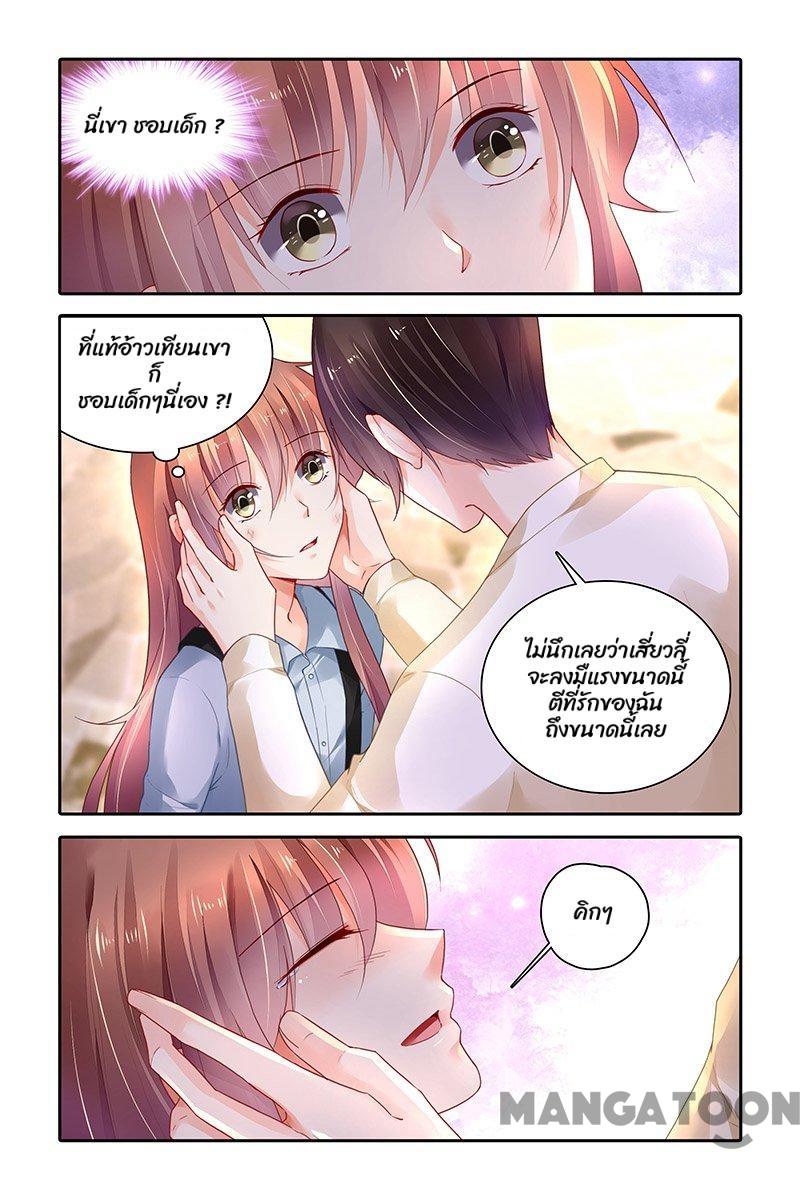 นี่เขา ชอบเด็ก ?
ที่แท้อ้าวเทียนเขา
ก็
ชอบเด็กๆนี่เอง ?!
ไม่นึกเลยว่าเสี่ยวลี่
จะลงมือแรงขนาดนี้
ตีที่รักของฉัน
ถึงขนาดนี้เลย
คิกๆ
MANGATOON